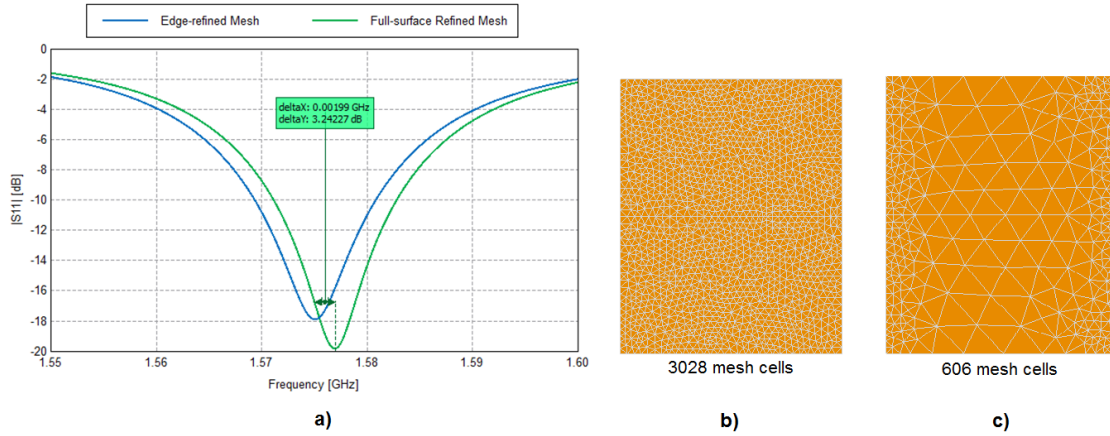 Edge-refined Mesh
Full-surface Refined Mesh
0
-2
-4
-6
-8
-10
-12
-14
-16
-18
-20
|S11| [dB]
deltaX: 0.00199 GHz
deltaY: 3.24227 dB
1.55 1.56 1.57 1.58 1.59 1.60
Frequency [GHz]
a)
3028 mesh cells
b)
606 mesh cells
c)